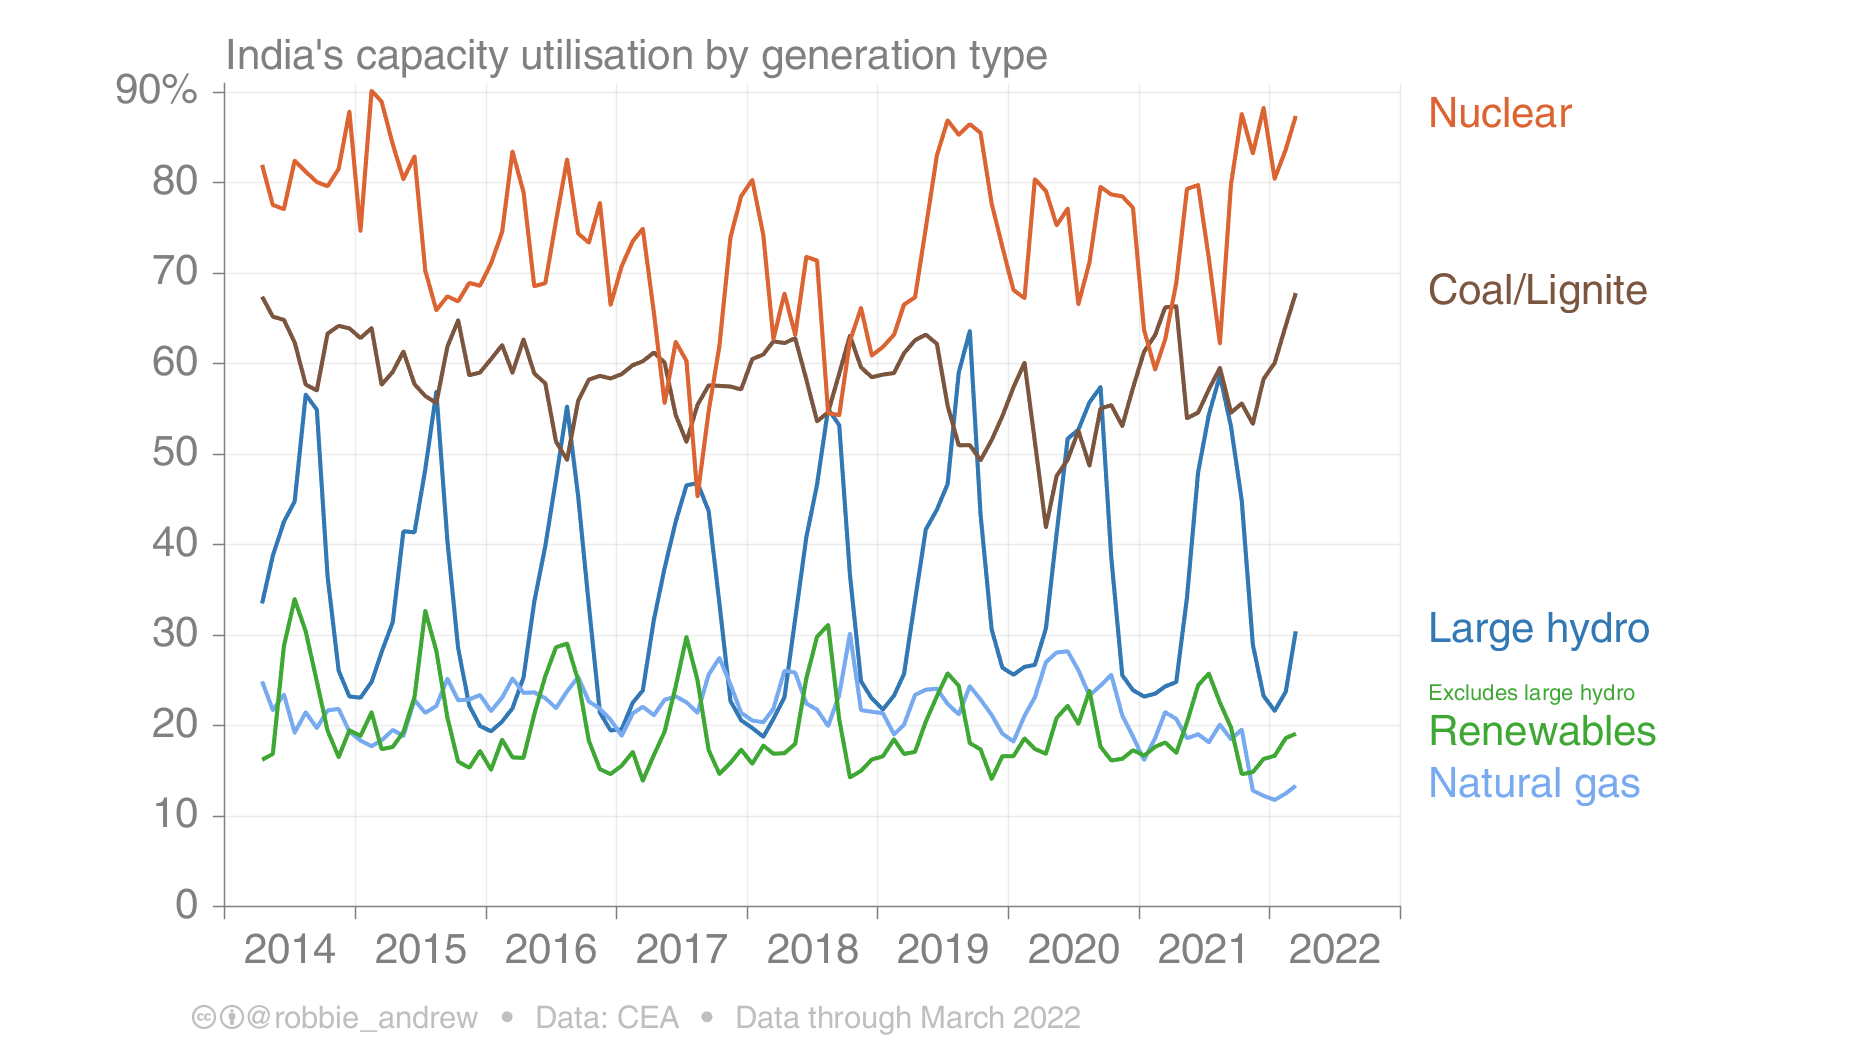 India's capacity utilisation by generation type
90%
80
70
60
50
40
30
20
10
0
2014 2015 2016 2017 2018 2019 2020 2021 2022
Nuclear
Coal/Lignite
Large hydro
Excludes large hydro
Renewables
Natural gas
cc @robbie_andrew • Data: CEA • Data through March 2022